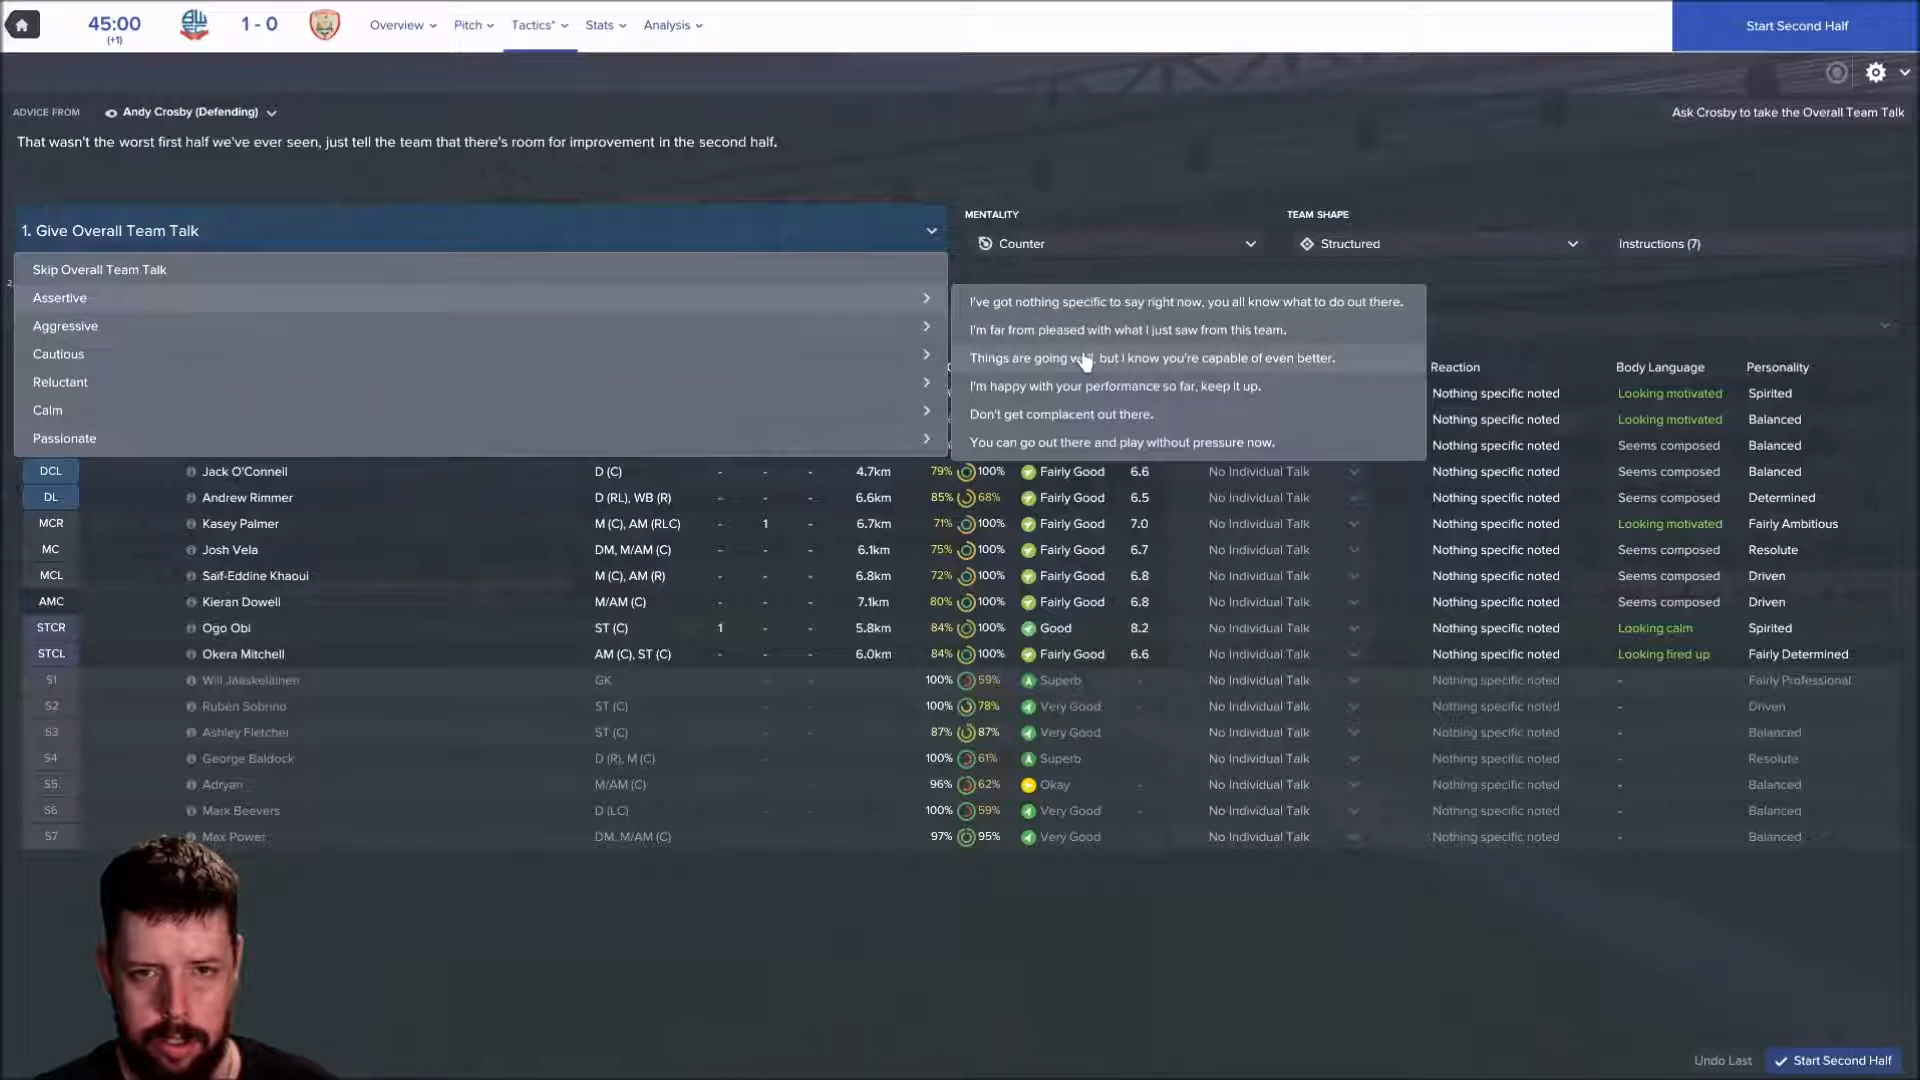 45:00
(+1)
1 - 0
Overview
Pitch
Tactics*
Stats
Analysis
Start Second Half
ADVICE FROM Andy Crosby (Defending)
Ask Crosby to take the Overall Team Talk
That wasn't the worst first half we've ever seen, just tell the team that there's room for improvement in the second half.
1. Give Overall Team Talk
MENTALITY
TEAM SHAPE
Counter
Structured
Instructions (7)
Skip Overall Team Talk
Assertive
Aggressive
Cautious
Reluctant
Calm
Passionate
I've got nothing specific to say right now, you all know what to do out there.
I'm far from pleased with what I just saw from this team.
Things are going well, but I know you're capable of even better.
I'm happy with your performance so far, keep it up.
Don't get complacent out there.
You can go out there and play without pressure now.
Reaction Body Language Personality
Nothing specific noted Looking motivated Spirited
Nothing specific noted Looking motivated Balanced
Nothing specific noted Seems composed Balanced
DCL Jack O'Connell D (C) - - - 4.7km 79% 100% Fairly Good 6.6 No Individual Talk Nothing specific noted Seems composed Balanced
DL Andrew Rimmer D (RL), WB (R) - - - 6.6km 85% 68% Fairly Good 6.5 No Individual Talk Nothing specific noted Seems composed Determined
MCR Kasey Palmer M (C), AM (RLC) - 1 - 6.7km 71% 100% Fairly Good 7.0 No Individual Talk Nothing specific noted Looking motivated Fairly Ambitious
MC Josh Vela DM, M/AM (C) - - - 6.1km 75% 100% Fairly Good 6.7 No Individual Talk Nothing specific noted Seems composed Resolute
MCL Saïf-Eddine Khaoui M (C), AM (R) - - - 6.8km 72% 100% Fairly Good 6.8 No Individual Talk Nothing specific noted Seems composed Driven
AMC Kieran Dowell M/AM (C) - - - 7.1km 80% 100% Fairly Good 6.8 No Individual Talk Nothing specific noted Seems composed Driven
STCR Ogo Obi ST (C) 1 - - 5.8km 84% 100% Good 8.2 No Individual Talk Nothing specific noted Looking calm Spirited
STCL Okera Mitchell AM (C), ST (C) - - - 6.0km 84% 100% Fairly Good 6.6 No Individual Talk Nothing specific noted Looking fired up Fairly Determined
S1 Will Jääskeläinen GK 100% 59% Superb - No Individual Talk Nothing specific noted - Fairly Professional
S2 Rubén Sobrino ST (C) 100% 78% Very Good - No Individual Talk Nothing specific noted - Driven
S3 Ashley Fletcher ST (C) 87% 87% Very Good - No Individual Talk Nothing specific noted - Balanced
S4 George Baldock D (R), M (C) 100% 61% Superb - No Individual Talk Nothing specific noted - Resolute
S5 Adryan M/AM (C) 96% 62% Okay - No Individual Talk Nothing specific noted - Balanced
S6 Mark Beevers D (LC) 100% 59% Very Good - No Individual Talk Nothing specific noted - Balanced
S7 Max Power DM, M/AM (C) 97% 95% Very Good - No Individual Talk Nothing specific noted - Balanced
Undo Last
Start Second Half